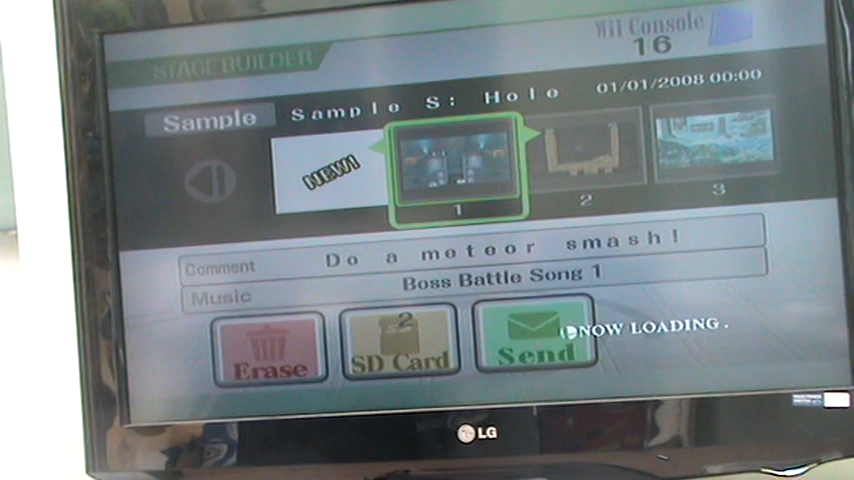 STAGE BUILDER
Wii Console
16
Sample
Sample S: Hole
01/01/2008 00:00
NEW!
1
2
3
Comment
Do a meteor smash!
Music
Boss Battle Song 1
Erase
2
SD Card
Send
NOW LOADING.
LG